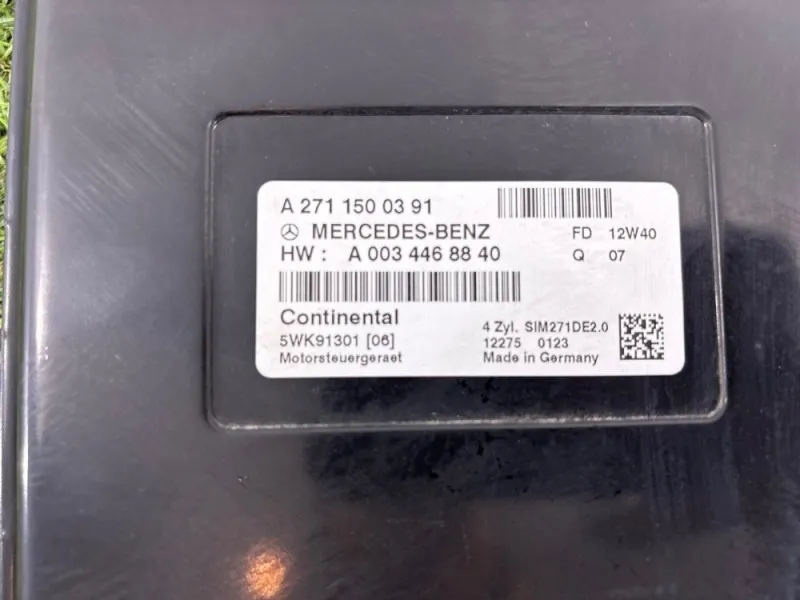 A 271 150 03 91
MERCEDES-BENZ FD 12W40
HW : A 003 446 88 40 Q 07
Continental
5WK91301 [06] 4 Zyl. SIM271DE2.0
12275 0123
Motorsteuergeraet Made in Germany